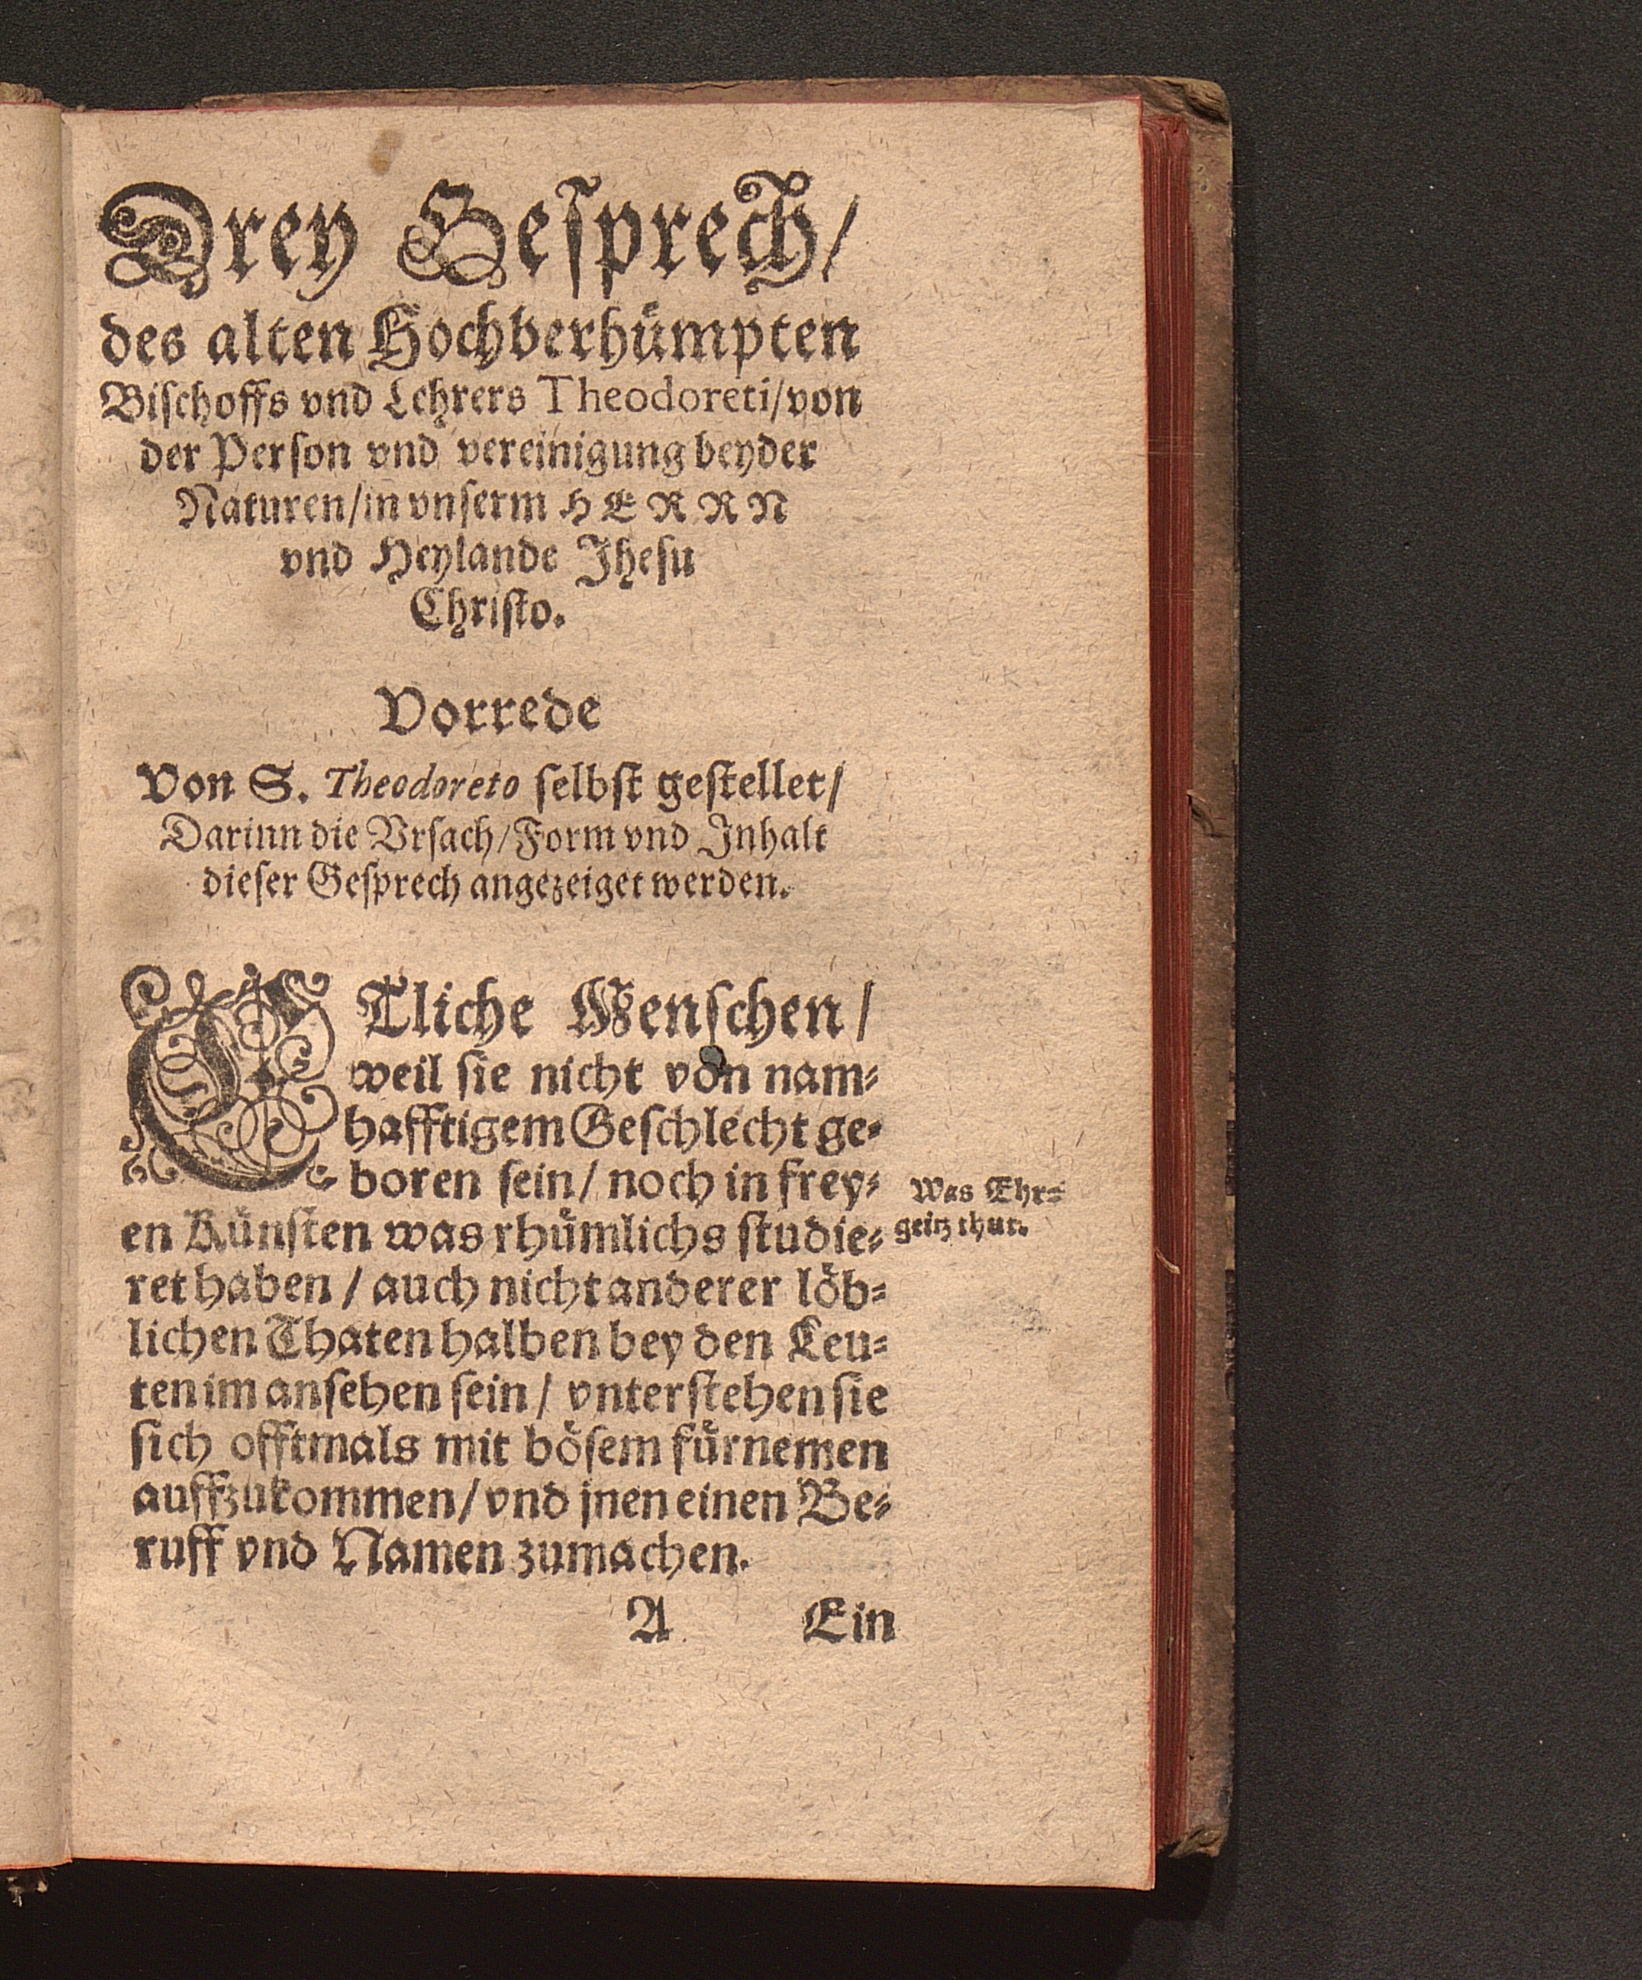 Drey Geſprech/
des alten Hochberhümpten
Biſchoffs vnd Lehrers Theodoreti/von
der Perſon vnd vereinigung beyder
Naturen/in vnſerm HERRN
vnd Heylande Jheſu
Chriſto.
Vorrede
Von S. Theodoreto ſelbſt geſtellet/
Darinn die Vrſach/Form vnd Inhalt
dieſer Geſprech angezeiget werden.
ETliche Menſchen/
weil ſie nicht von nam⸗
hafftigem Geſchlecht ge⸗
boren ſein/ noch in frey⸗
en Künſten was rhümlichs ſtudie⸗
ret haben/ auch nicht anderer löb⸗
lichen Thaten halben bey den Leu⸗
ten im anſehen ſein/ vnterſtehen ſie
ſich offtmals mit böſem fürnemen
auffzukommen/ vnd jnen einen Be⸗
ruff vnd Namen zumachen.
Was Ehr⸗
geitz thut.
A Ein